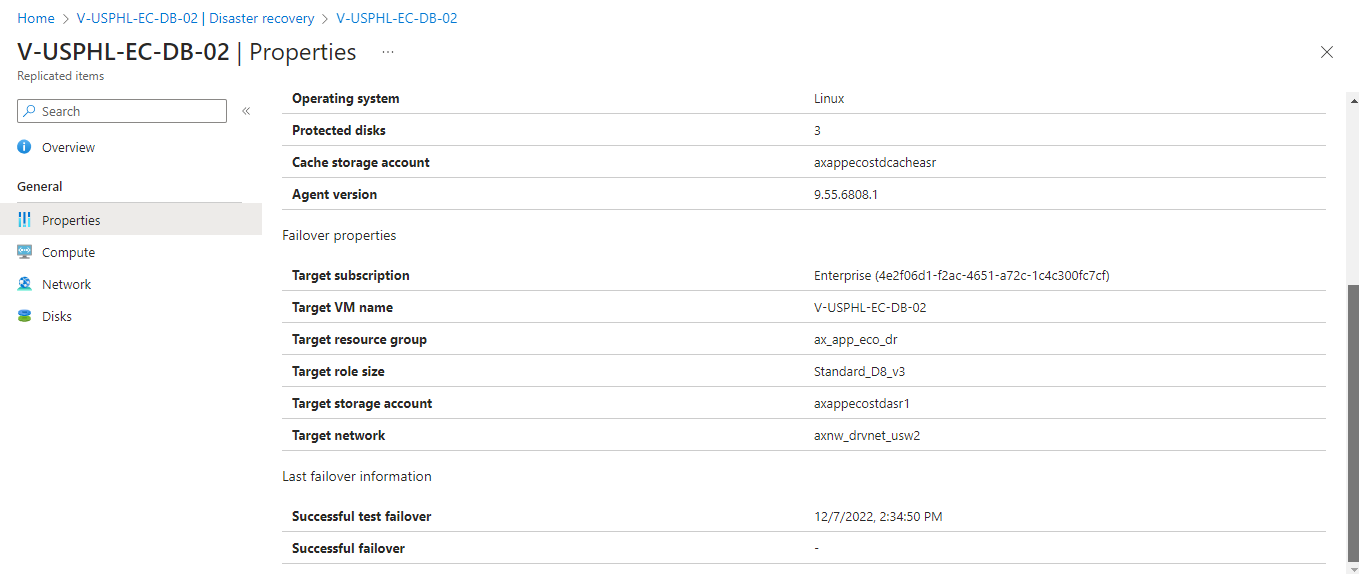 Home > V-USPHL-EC-DB-02 | Disaster recovery > V-USPHL-EC-DB-02
V-USPHL-EC-DB-02 | Properties ...
Replicated items
Search «
Overview
General
Properties
Compute
Network
Disks
Operating system Linux
Protected disks 3
Cache storage account axappecostdcacheasr
Agent version 9.55.6808.1
Failover properties
Target subscription Enterprise (4e2f06d1-f2ac-4651-a72c-1c4c300fc7cf)
Target VM name V-USPHL-EC-DB-02
Target resource group ax_app_eco_dr
Target role size Standard_D8_v3
Target storage account axappecostdasr1
Target network axnw_drvnet_usw2
Last failover information
Successful test failover 12/7/2022, 2:34:50 PM
Successful failover -